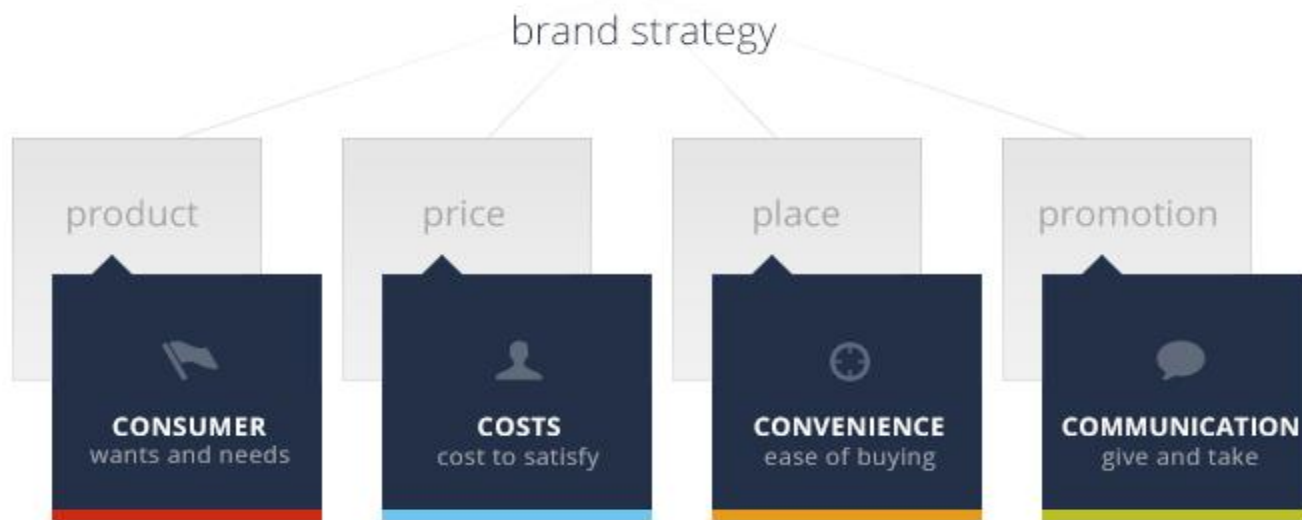 brand strategy
product
price
place
promotion
CONSUMER
wants and needs
COSTS
cost to satisfy
CONVENIENCE
ease of buying
COMMUNICATION
give and take